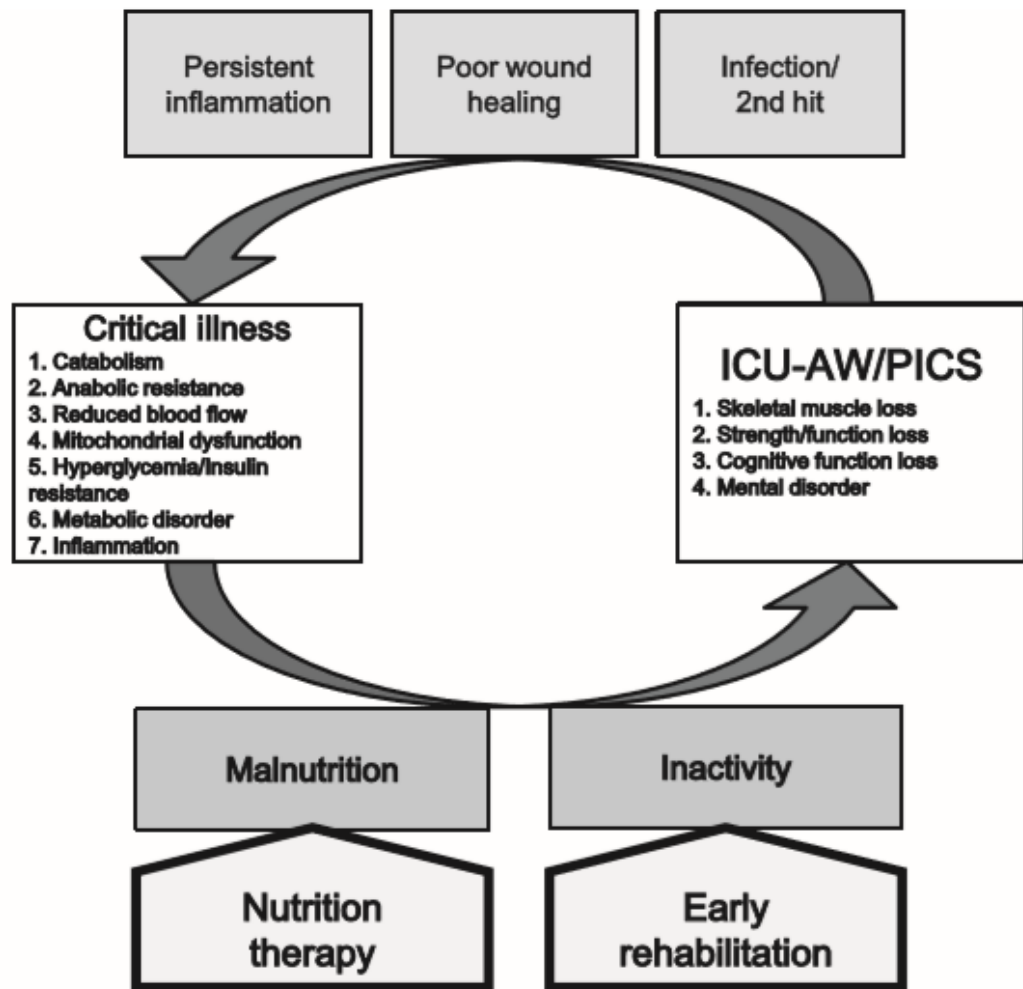 Persistent
inflammation
Poor wound
healing
Infection/
2nd hit
Critical illness
1. Catabolism
2. Anabolic resistance
3. Reduced blood flow
4. Mitochondrial dysfunction
5. Hyperglycemia/Insulin
resistance
6. Metabolic disorder
7. Inflammation
ICU-AW/PICS
1. Skeletal muscle loss
2. Strength/function loss
3. Cognitive function loss
4. Mental disorder
Malnutrition
Inactivity
Nutrition
therapy
Early
rehabilitation